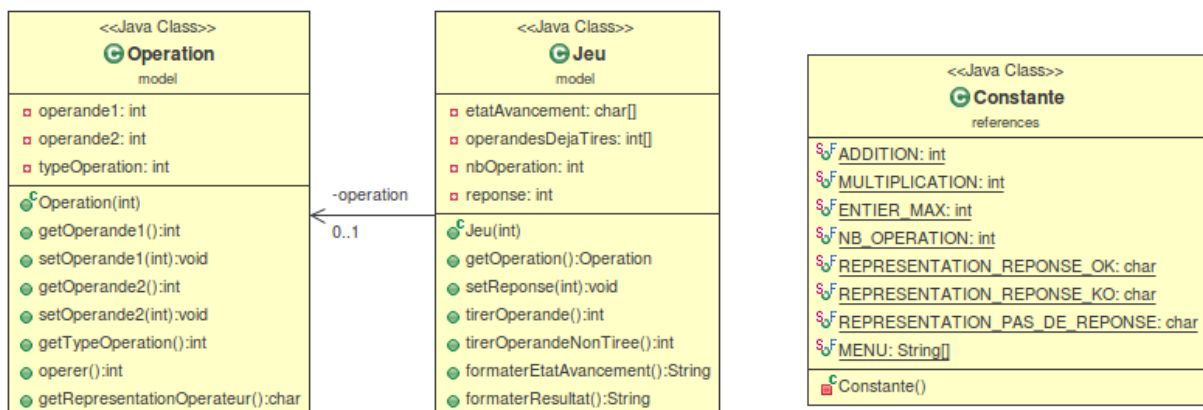 <<Java Class>>
Operation
model
operande1: int
operande2: int
typeOperation: int
Operation(int)
getOperande1():int
setOperande1(int):void
getOperande2():int
setOperande2(int):void
getTypeOperation():int
operer():int
getRepresentationOperateur():char
-operation
0..1
<<Java Class>>
Jeu
model
etatAvancement: char[]
operandesDejaTires: int[]
nbOperation: int
reponse: int
Jeu(int)
getOperation():Operation
setReponse(int):void
tirerOperande():int
tirerOperandeNonTiree():int
formaterEtatAvancement():String
formaterResultat():String
<<Java Class>>
Constante
references
ADDITION: int
MULTIPLICATION: int
ENTIER_MAX: int
NB_OPERATION: int
REPRESENTATION_REPONSE_OK: char
REPRESENTATION_REPONSE_KO: char
REPRESENTATION_PAS_DE_REPONSE: char
MENU: String[]
Constante()